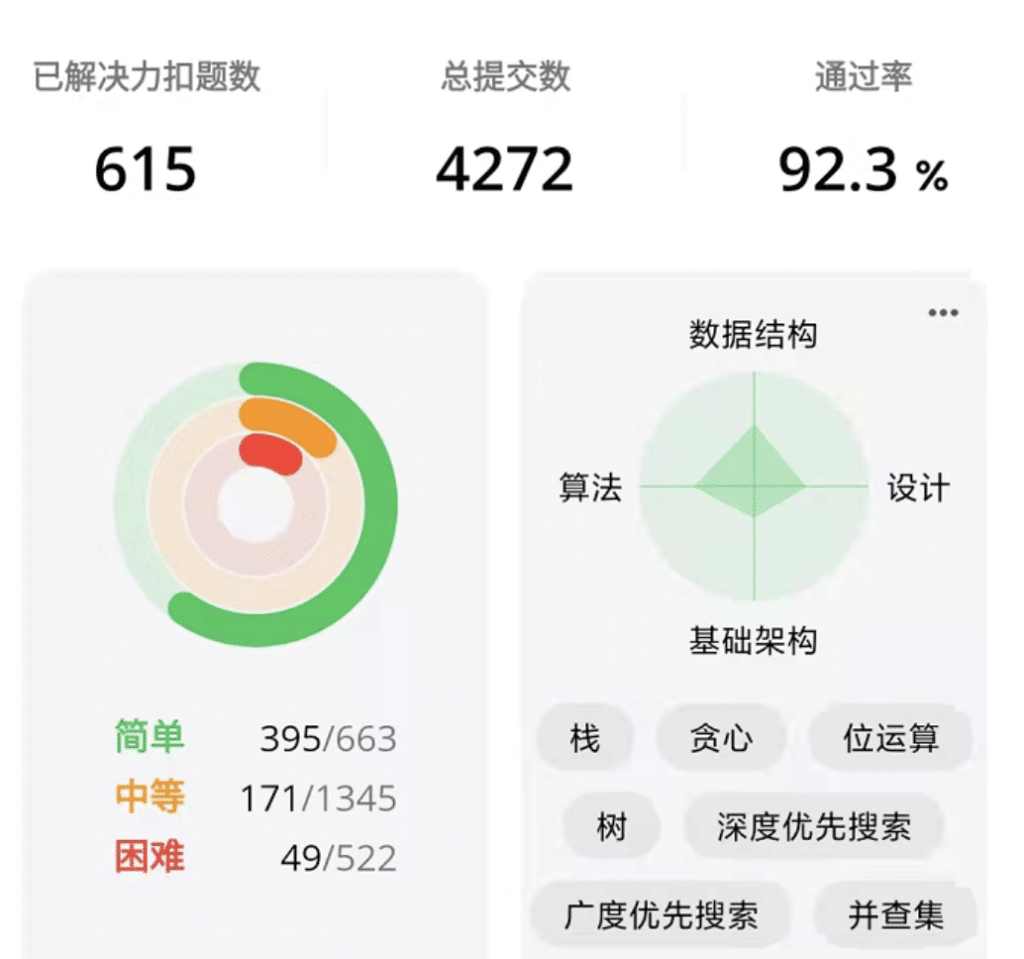 已解决力扣题数 总提交数 通过率
615 4272 92.3 %
简单 395/663
中等 171/1345
困难 49/522
数据结构
算法 设计
基础架构
栈 贪心 位运算
树 深度优先搜索
广度优先搜索 并查集